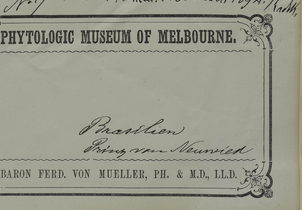 PHYTOLOGIC MUSEUM OF MELBOURNE.
Brasilien
Prinz von Neuwied
BARON FERD. VON MUELLER, PH. & M.D., LL.D.